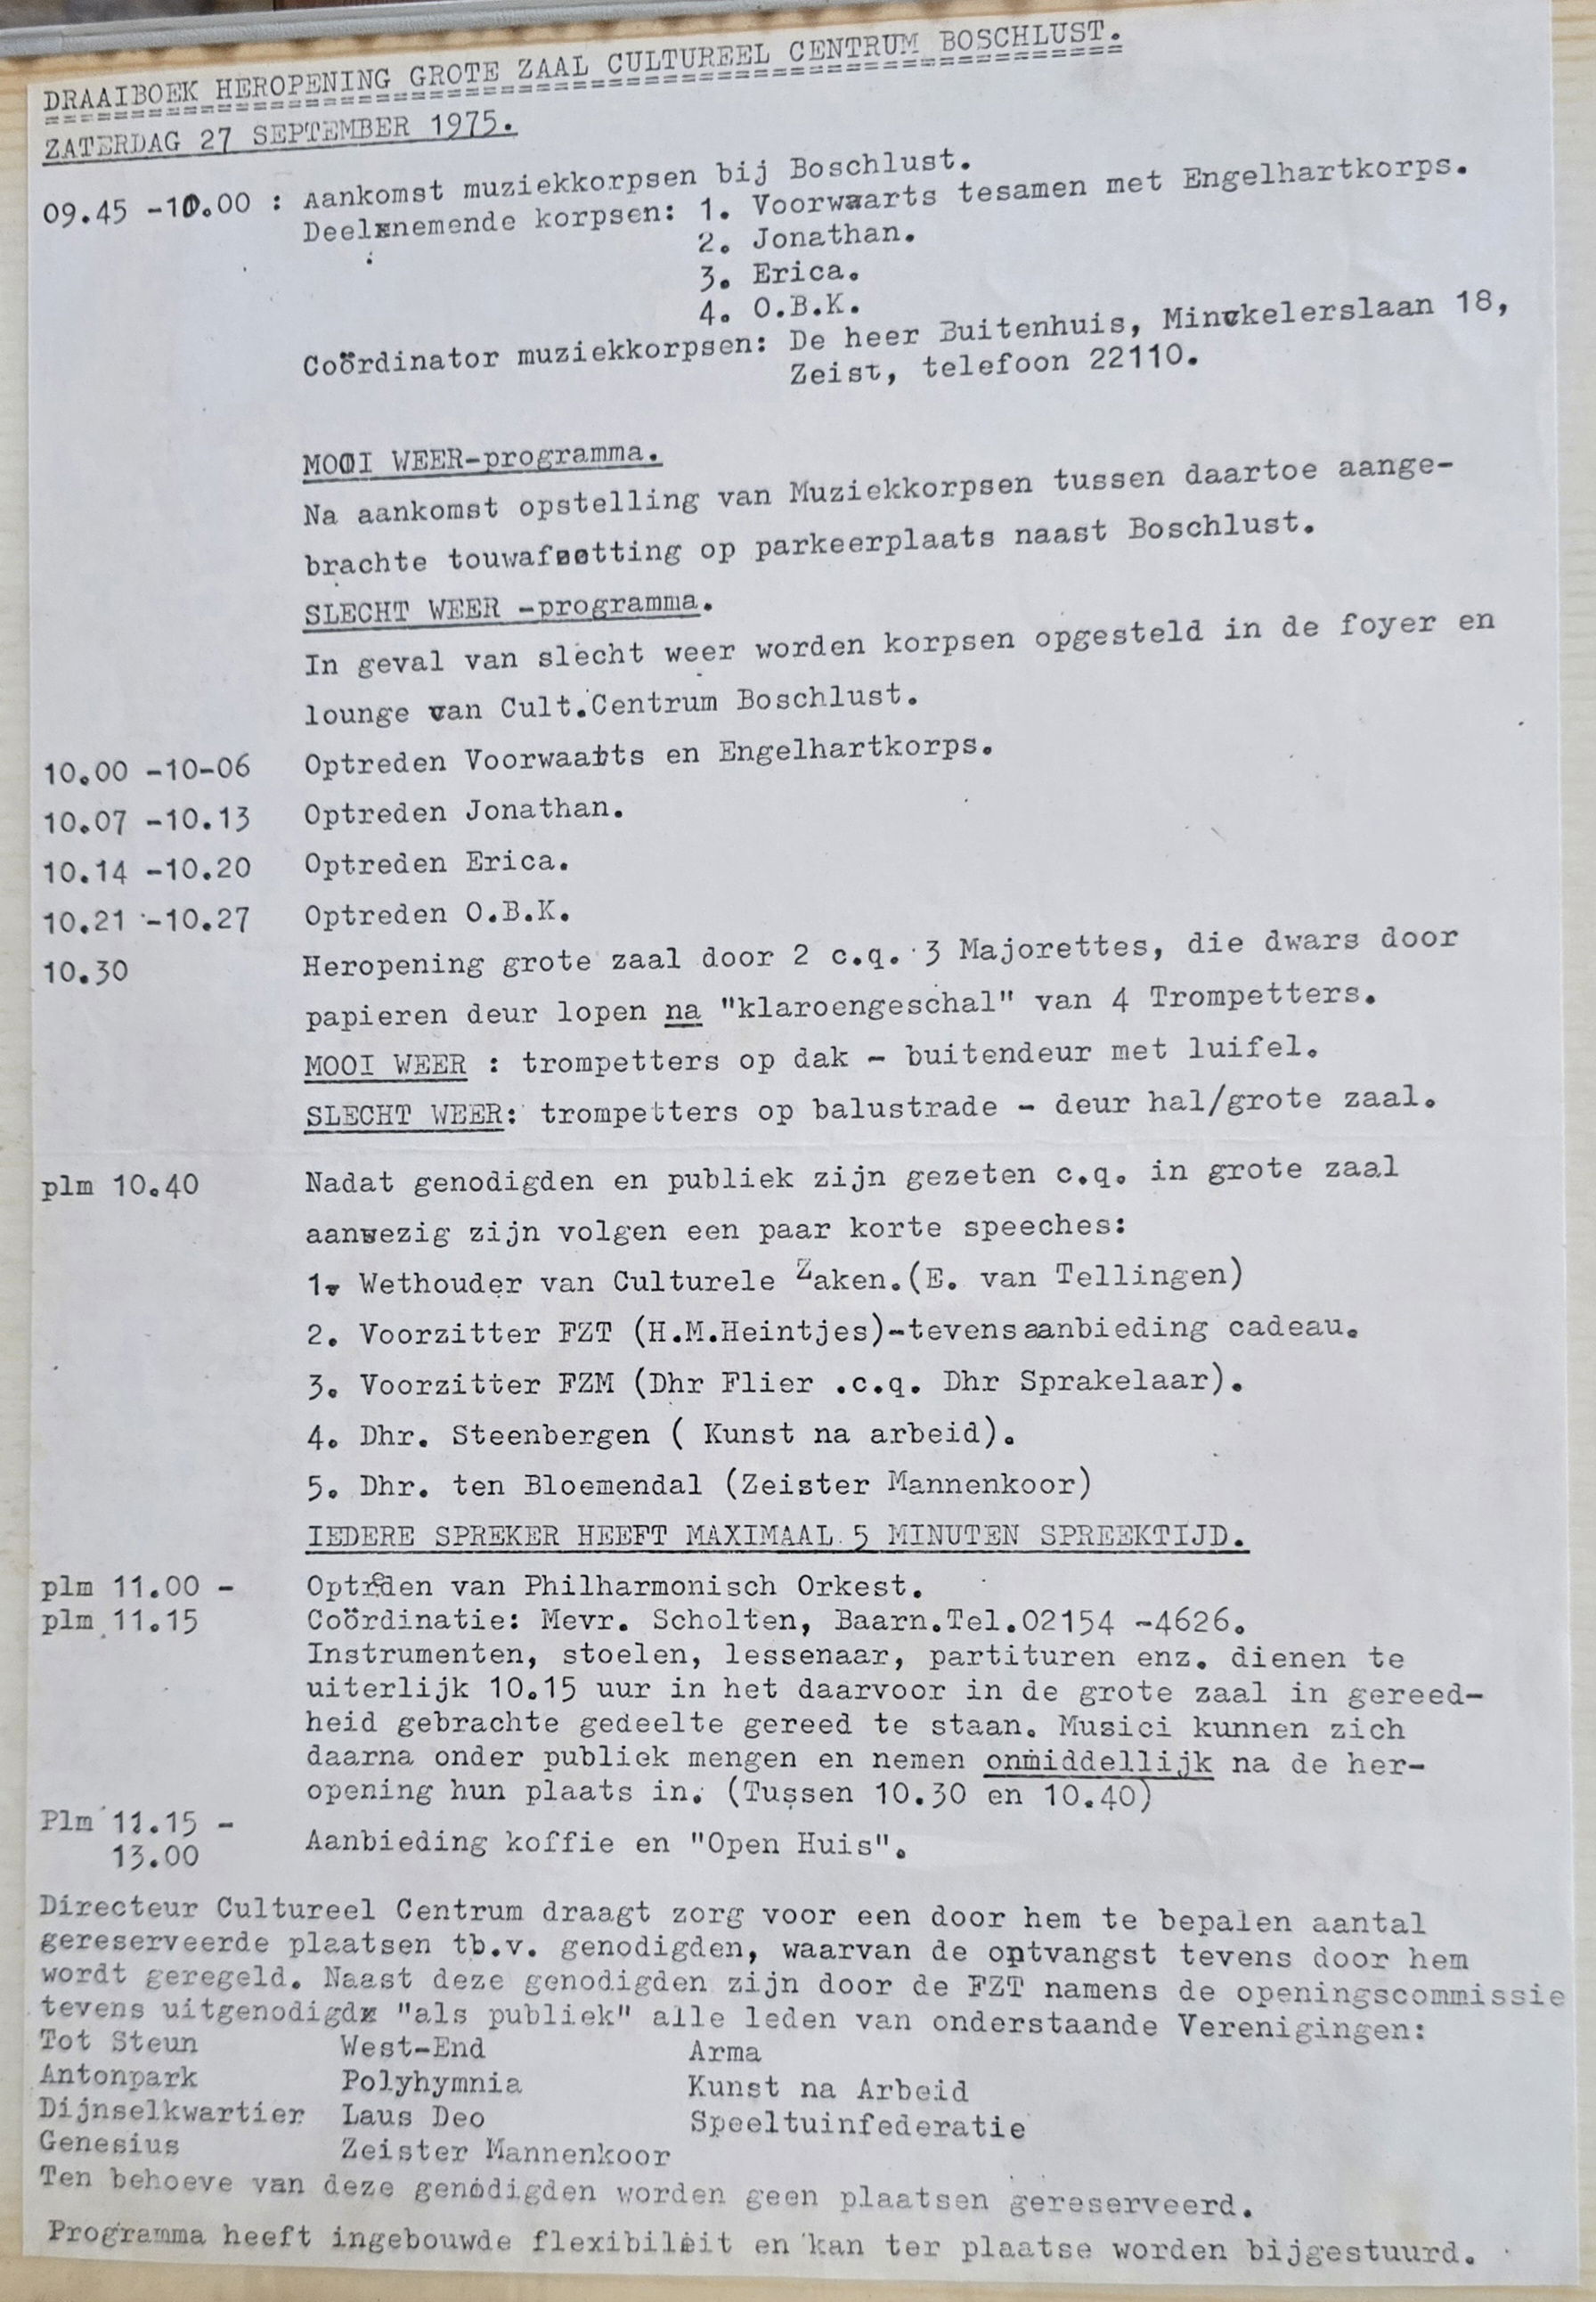 DRAAIBOEK HEROPENING GROTE ZAAL CULTUREEL CENTRUM BOSCHLUST.
ZATERDAG 27 SEPTEMBER 1975.
09.45 -10.00 : Aankomst muziekkorpsen bij Boschlust.
Deelxnemende korpsen: 1. Voorwaarts tesamen met Engelhartkorps.
2. Jonathan.
3. Erica.
4. O.B.K.
Coördinator muziekkorpsen: De heer Buitenhuis, Minckelerslaan 18,
Zeist, telefoon 22110.
MOOI WEER-programma.
Na aankomst opstelling van Muziekkorpsen tussen daartoe aange-
brachte touwafzetting op parkeerplaats naast Boschlust.
SLECHT WEER -programma.
In geval van slecht weer worden korpsen opgesteld in de foyer en
lounge van Cult.Centrum Boschlust.
10.00 -10-06 Optreden Voorwaarts en Engelhartkorps.
10.07 -10.13 Optreden Jonathan.
10.14 -10.20 Optreden Erica.
10.21 -10.27 Optreden O.B.K.
10.30 Heropening grote zaal door 2 c.q. 3 Majorettes, die dwars door
papieren deur lopen na "klaroengeschal" van 4 Trompetters.
MOOI WEER : trompetters op dak - buitendeur met luifel.
SLECHT WEER: trompetters op balustrade - deur hal/grote zaal.
plm 10.40 Nadat genodigden en publiek zijn gezeten c.q. in grote zaal
aanwezig zijn volgen een paar korte speeches:
1. Wethouder van Culturele Zaken.(E. van Tellingen)
2. Voorzitter FZT (H.M.Heintjes)-tevens aanbieding cadeau.
3. Voorzitter FZM (Dhr Flier .c.q. Dhr Sprakelaar).
4. Dhr. Steenbergen ( Kunst na arbeid).
5. Dhr. ten Bloemendal (Zeister Mannenkoor)
IEDERE SPREKER HEEFT MAXIMAAL 5 MINUTEN SPREEKTIJD.
plm 11.00 - Optreden van Philharmonisch Orkest.
plm 11.15 Coördinatie: Mevr. Scholten, Baarn.Tel.02154 -4626.
Instrumenten, stoelen, lessenaar, partituren enz. dienen te
uiterlijk 10.15 uur in het daarvoor in de grote zaal in gereed-
heid gebrachte gedeelte gereed te staan. Musici kunnen zich
daarna onder publiek mengen en nemen onmiddellijk na de her-
opening hun plaats in. (Tussen 10.30 en 10.40)
Plm 11.15 -
13.00 Aanbieding koffie en "Open Huis".
Directeur Cultureel Centrum draagt zorg voor een door hem te bepalen aantal
gereserveerde plaatsen tb.v. genodigden, waarvan de ontvangst tevens door hem
wordt geregeld. Naast deze genodigden zijn door de FZT namens de openingscommissie
tevens uitgenodigdx "als publiek" alle leden van onderstaande Verenigingen:
Tot Steun West-End Arma
Antonpark Polyhymnia Kunst na Arbeid
Dijnselkwartier Laus Deo Speeltuinfederatie
Genesius Zeister Mannenkoor
Ten behoeve van deze genodigden worden geen plaatsen gereserveerd.
Programma heeft ingebouwde flexibileit en kan ter plaatse worden bijgestuurd.